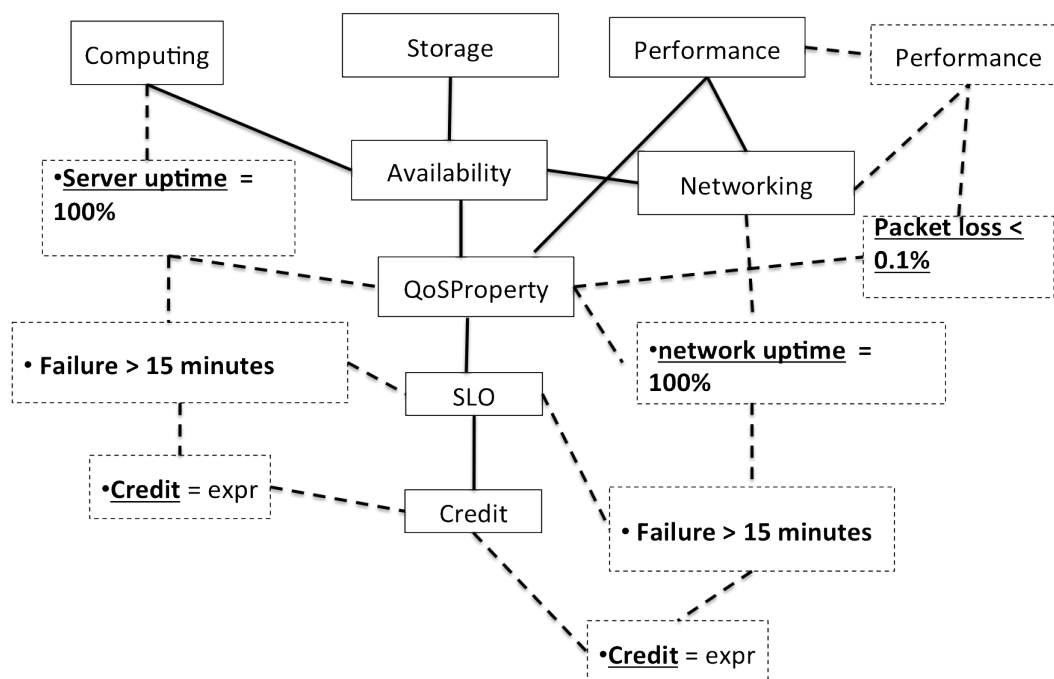 Computing
Storage
Performance
Performance
Availability
Networking
•Server uptime =
100%
Packet loss <
0.1%
QoSProperty
• Failure > 15 minutes
•network uptime =
100%
SLO
•Credit = expr
Credit
• Failure > 15 minutes
•Credit = expr